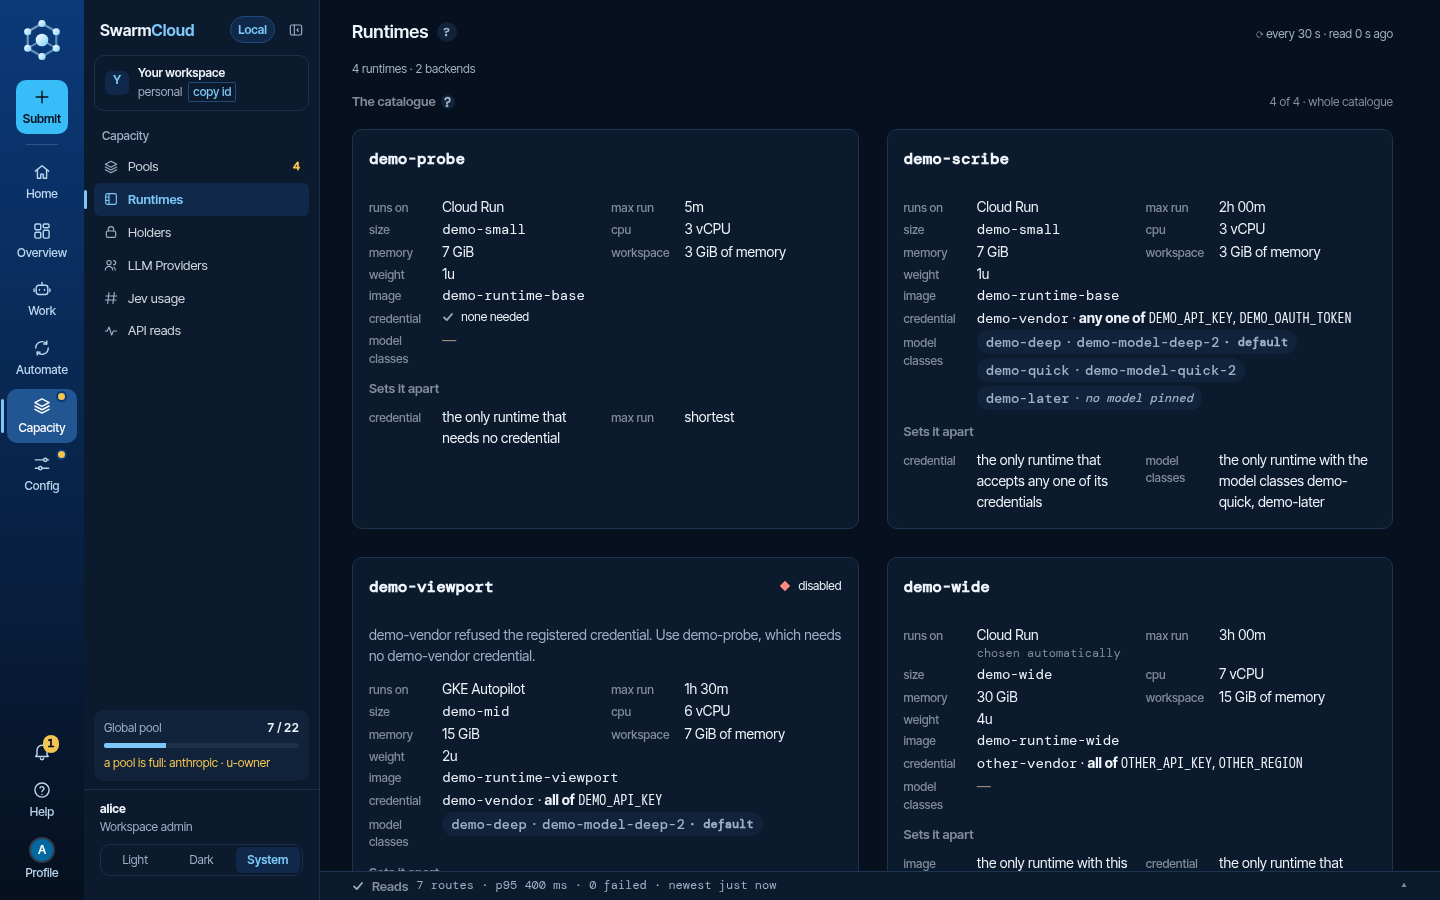 SwarmCloud
Local
Submit
Home
Overview
Work
Automate
Capacity
Config
1
Help
A
Profile
Y
Your workspace
personal copy id
Capacity
Pools 4
Runtimes
Holders
LLM Providers
Jev usage
API reads
Global pool 7 / 22
a pool is full: anthropic · u-owner
alice
Workspace admin
Light Dark System
Runtimes ?
every 30 s · read 0 s ago
4 runtimes · 2 backends
The catalogue ?
4 of 4 · whole catalogue
demo-probe
runs on Cloud Run max run 5m
size demo-small cpu 3 vCPU
memory 7 GiB workspace 3 GiB of memory
weight 1u
image demo-runtime-base
credential none needed
model classes —
Sets it apart
credential the only runtime that needs no credential max run shortest
demo-scribe
runs on Cloud Run max run 2h 00m
size demo-small cpu 3 vCPU
memory 7 GiB workspace 3 GiB of memory
weight 1u
image demo-runtime-base
credential demo-vendor · any one of DEMO_API_KEY, DEMO_OAUTH_TOKEN
model classes demo-deep · demo-model-deep-2 · default
demo-quick · demo-model-quick-2
demo-later · no model pinned
Sets it apart
credential the only runtime that accepts any one of its credentials model classes the only runtime with the model classes demo-quick, demo-later
demo-viewport disabled
demo-vendor refused the registered credential. Use demo-probe, which needs
no demo-vendor credential.
runs on GKE Autopilot max run 1h 30m
size demo-mid cpu 6 vCPU
memory 15 GiB workspace 7 GiB of memory
weight 2u
image demo-runtime-viewport
credential demo-vendor · all of DEMO_API_KEY
model classes demo-deep · demo-model-deep-2 · default
Sets it apart
demo-wide
runs on Cloud Run max run 3h 00m
chosen automatically
size demo-wide cpu 7 vCPU
memory 30 GiB workspace 15 GiB of memory
weight 4u
image demo-runtime-wide
credential other-vendor · all of OTHER_API_KEY, OTHER_REGION
model classes —
Sets it apart
image the only runtime with this credential the only runtime that
Reads 7 routes · p95 400 ms · 0 failed · newest just now